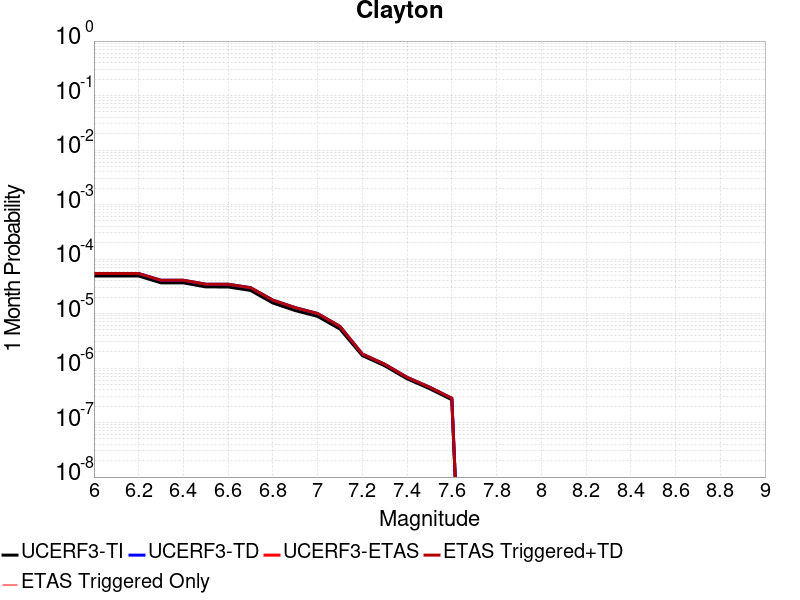 Clayton
1 Month Probability
10^0
10^-1
10^-2
10^-3
10^-4
10^-5
10^-6
10^-7
10^-8
6 6.2 6.4 6.6 6.8 7 7.2 7.4 7.6 7.8 8 8.2 8.4 8.6 8.8 9
Magnitude
UCERF3-TI UCERF3-TD UCERF3-ETAS ETAS Triggered+TD
ETAS Triggered Only